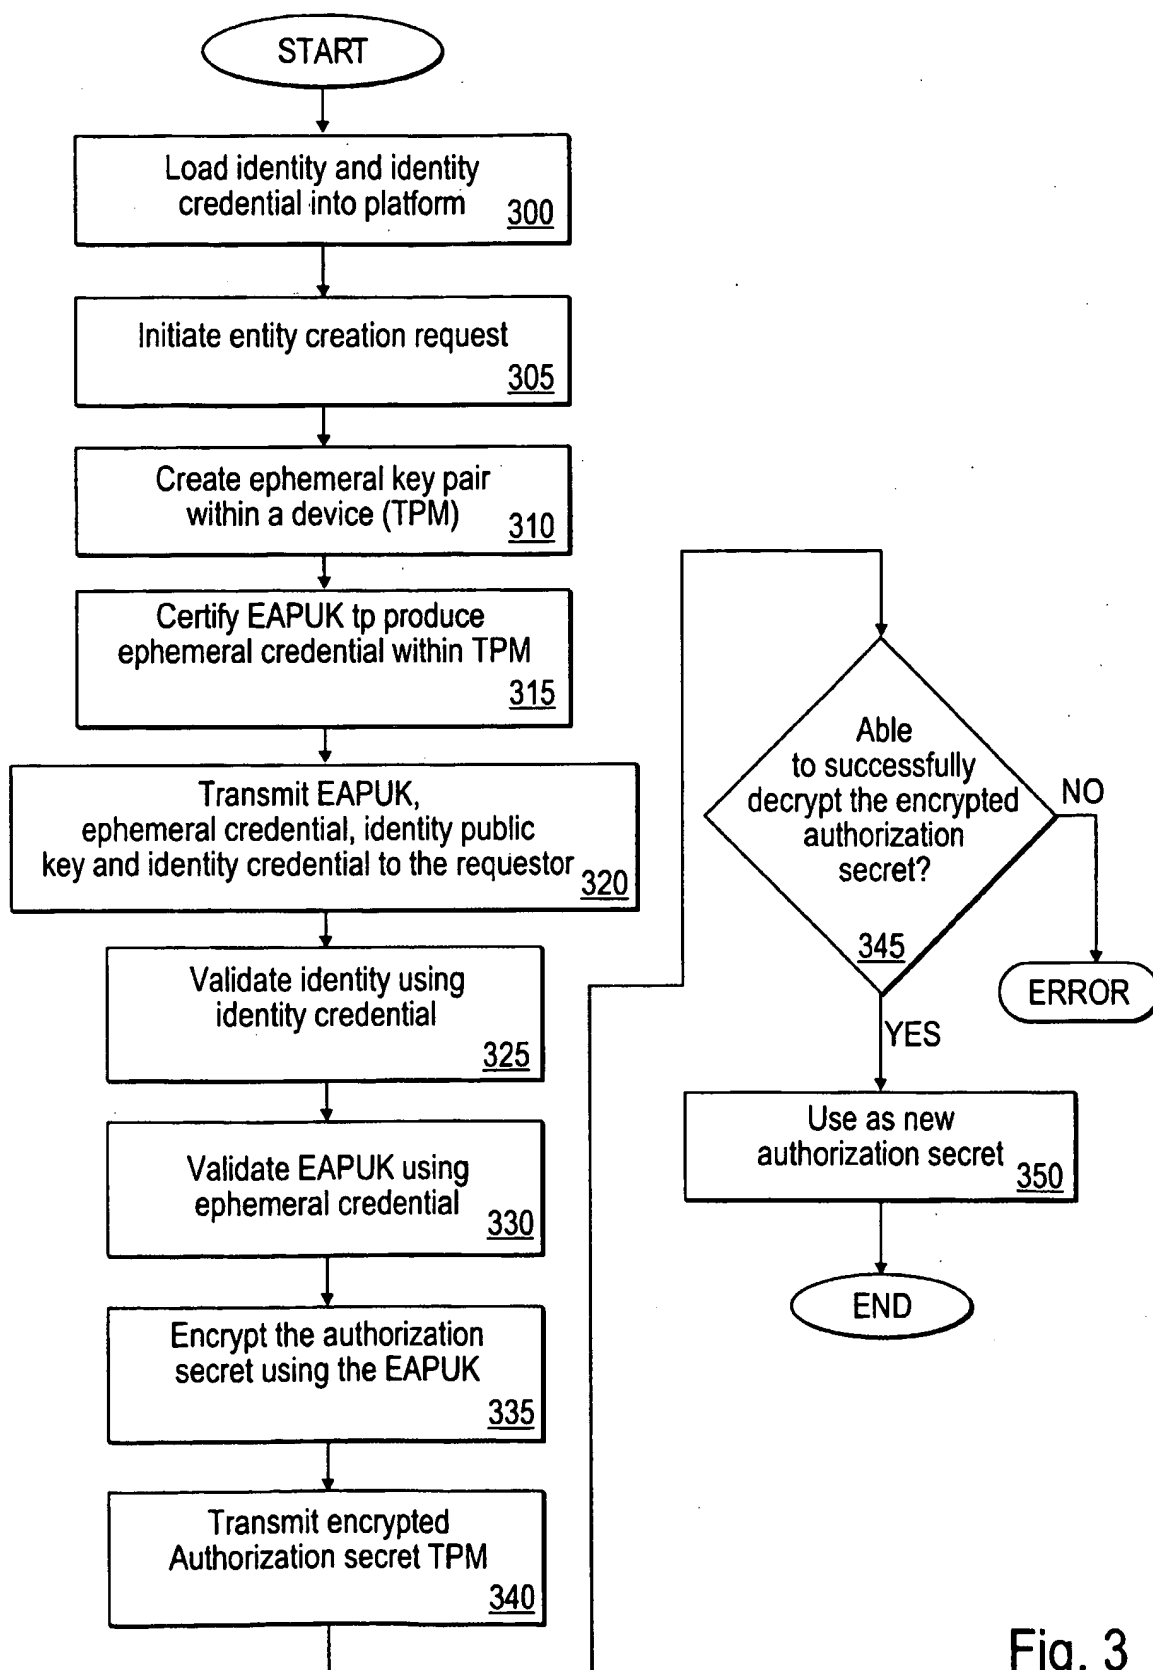 START
Load identity and identity
credential into platform
300
Initiate entity creation request
305
Create ephemeral key pair
within a device (TPM)
310
Certify EAPUK tp produce
ephemeral credential within TPM
315
Transmit EAPUK,
ephemeral credential, identity public
key and identity credential to the requestor
320
Validate identity using
identity credential
325
Validate EAPUK using
ephemeral credential
330
Encrypt the authorization
secret using the EAPUK
335
Transmit encrypted
Authorization secret TPM
340
Able
to successfully
decrypt the encrypted
authorization
secret?
345
NO
ERROR
YES
Use as new
authorization secret
350
END
Fig. 3